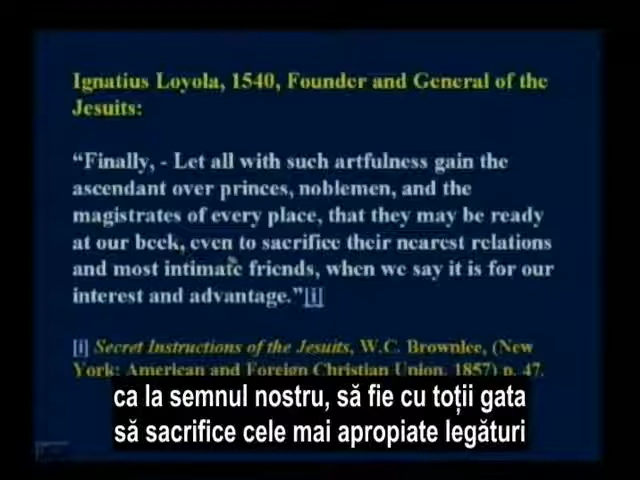 Ignatius Loyola, 1540, Founder and General of the
Jesuits:
“Finally, - Let all with such artfulness gain the
ascendant over princes, noblemen, and the
magistrates of every place, that they may be ready
at our beck, even to sacrifice their nearest relations
and most intimate friends, when we say it is for our
interest and advantage.”[i]
[i] Secret Instructions of the Jesuits, W.C. Brownlee, (New
York: American and Foreign Christian Union, 1857) p. 47.
ca la semnul nostru, să fie cu toții gata
să sacrifice cele mai apropiate legături